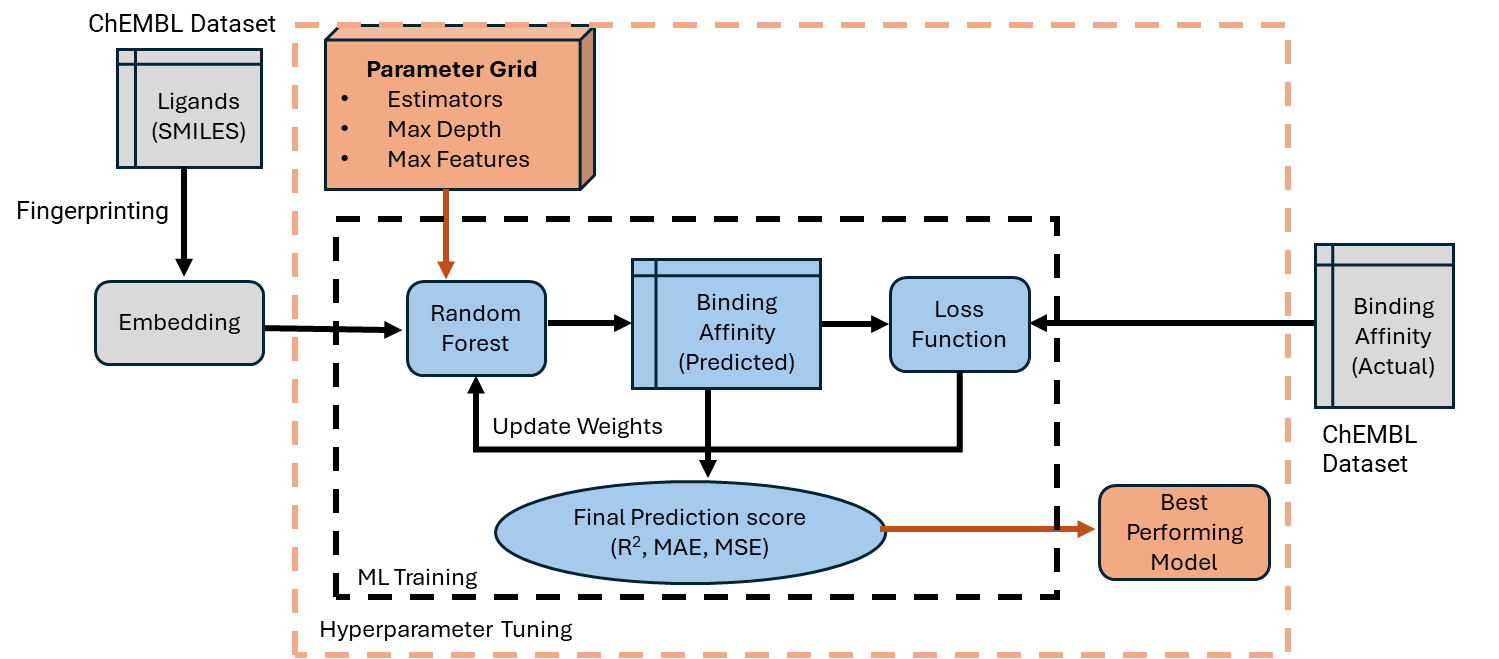 ChEMBL Dataset
Ligands
(SMILES)
Fingerprinting
Embedding
Parameter Grid
• Estimators
• Max Depth
• Max Features
Random
Forest
Binding
Affinity
(Predicted)
Loss
Function
Binding
Affinity
(Actual)
ChEMBL
Dataset
Update Weights
Final Prediction score
(R², MAE, MSE)
Best
Performing
Model
ML Training
Hyperparameter Tuning